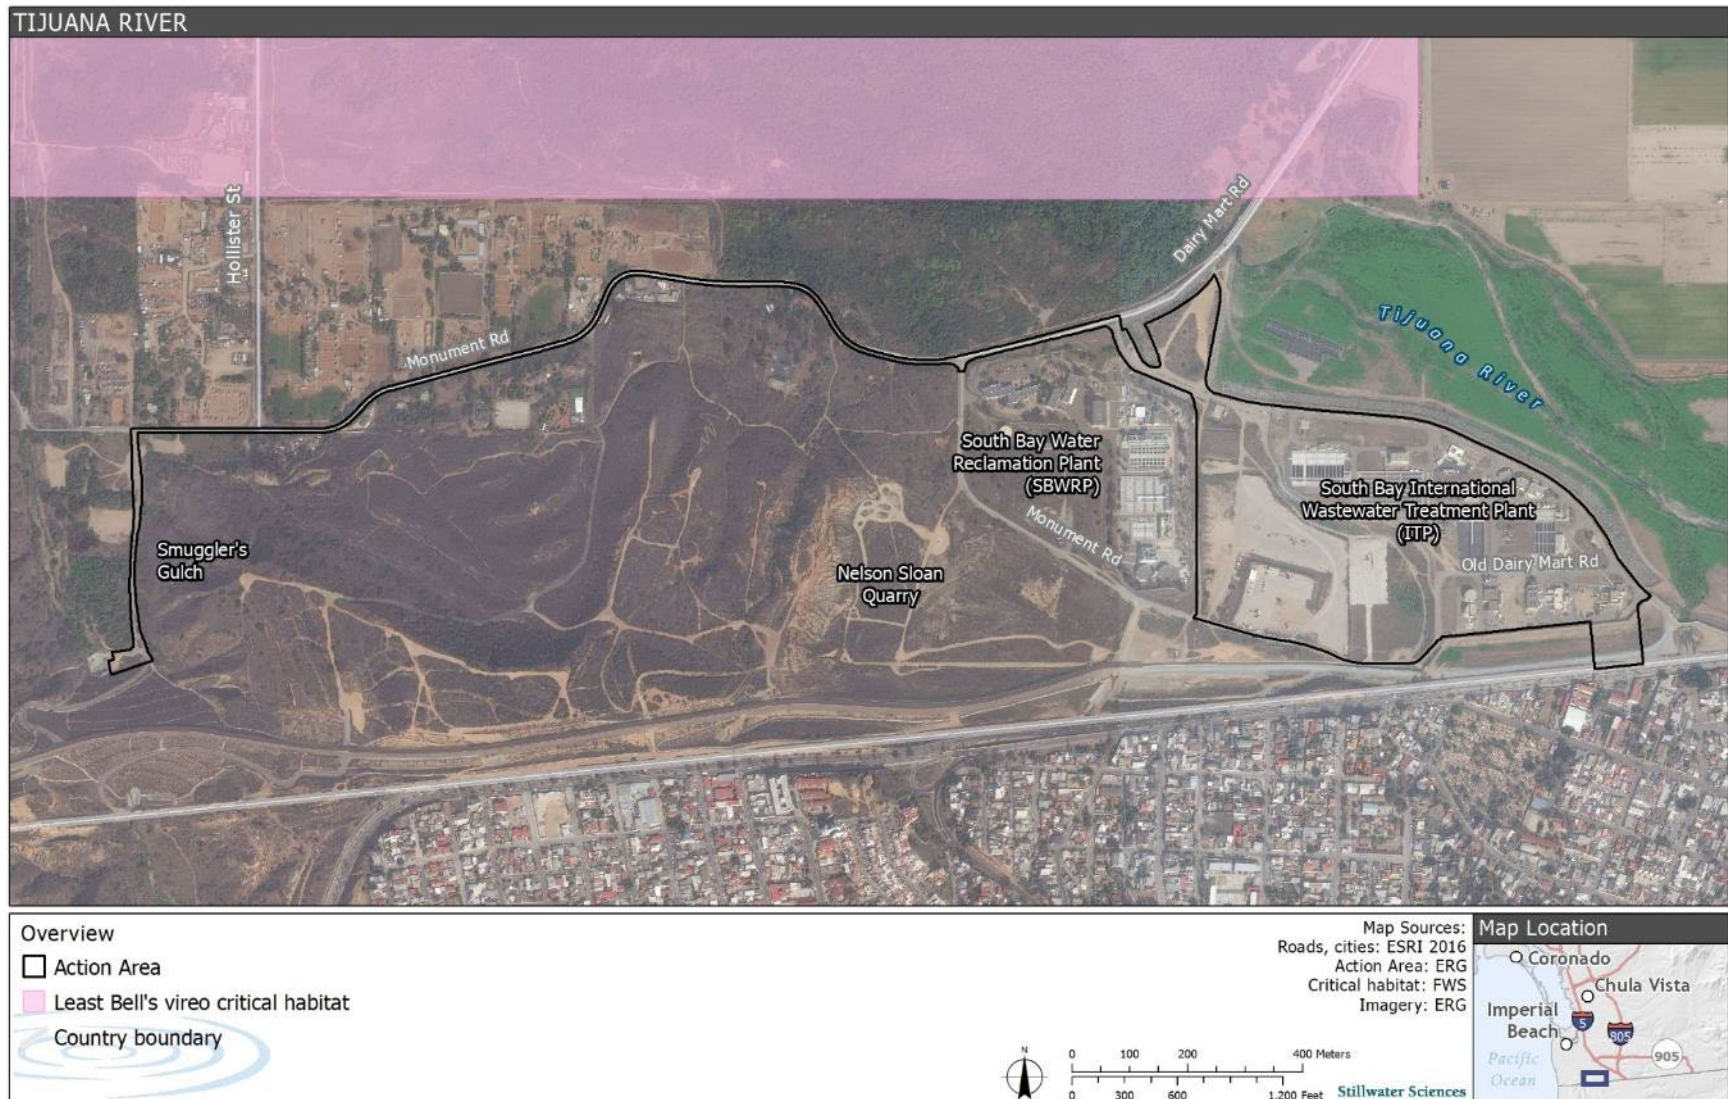 TIJUANA RIVER
Hollister St
Dairy Mart Rd
Tijuana River
Monument Rd
South Bay Water
Reclamation Plant
(SBWRP)
South Bay International
Wastewater Treatment Plant
(ITP)
Monument Rd
Old Dairy Mart Rd
Smuggler's
Gulch
Nelson Sloan
Quarry
Overview
Action Area
Least Bell's vireo critical habitat
Country boundary
Map Sources:
Roads, cities: ESRI 2016
Action Area: ERG
Critical habitat: FWS
Imagery: ERG
N
0 100 200 400 Meters
0 300 600 1,200 Feet
Stillwater Sciences
Map Location
Coronado
Chula Vista
Imperial
Beach
5
805
905
Pacific
Ocean